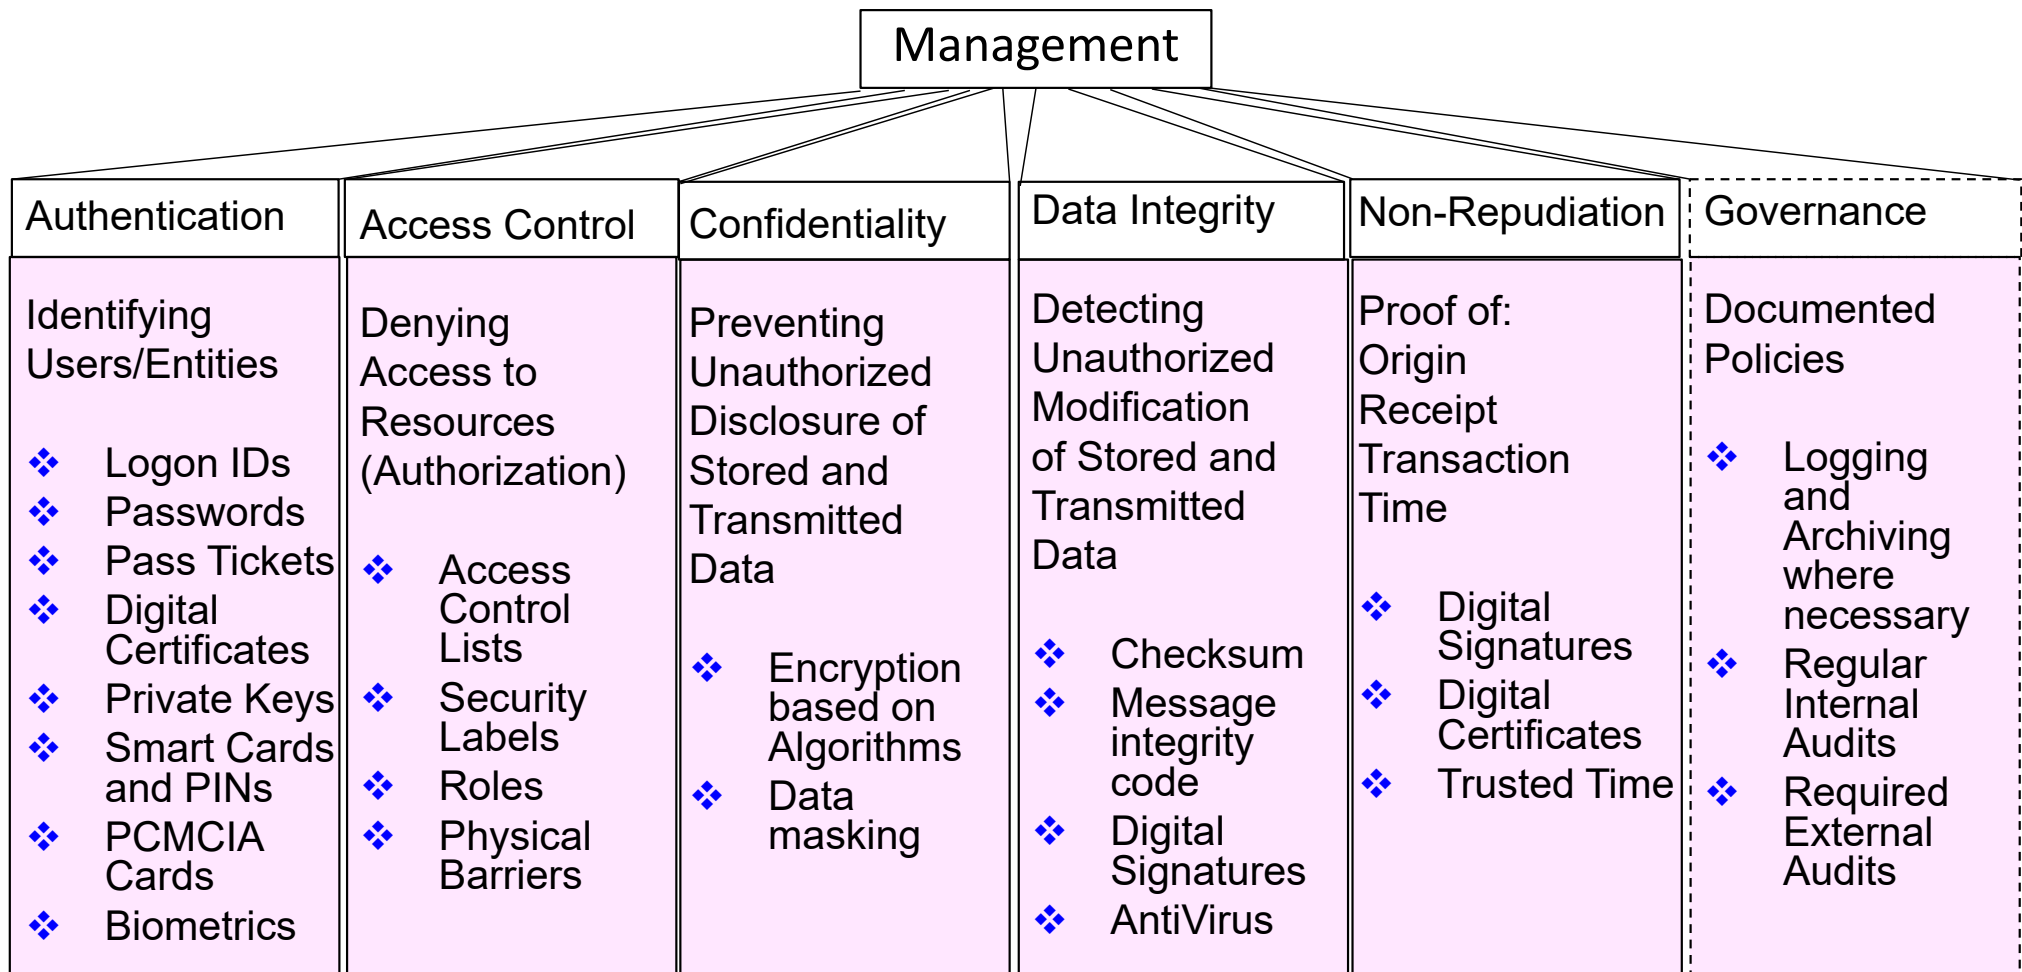 Management
Authentication
Identifying
Users/Entities
Logon IDs
Passwords
Pass Tickets
Digital
Certificates
Private Keys
Smart Cards
and PINs
PCMCIA
Cards
Biometrics
Access Control
Denying
Access to
Resources
(Authorization)
Access
Control
Lists
Security
Labels
Roles
Physical
Barriers
Confidentiality
Preventing
Unauthorized
Disclosure of
Stored and
Transmitted
Data
Encryption
based on
Algorithms
Data
masking
Data Integrity
Detecting
Unauthorized
Modification
of Stored and
Transmitted
Data
Checksum
Message
integrity
code
Digital
Signatures
AntiVirus
Non-Repudiation
Proof of:
Origin
Receipt
Transaction
Time
Digital
Signatures
Digital
Certificates
Trusted Time
Governance
Documented
Policies
Logging
and
Archiving
where
necessary
Regular
Internal
Audits
Required
External
Audits